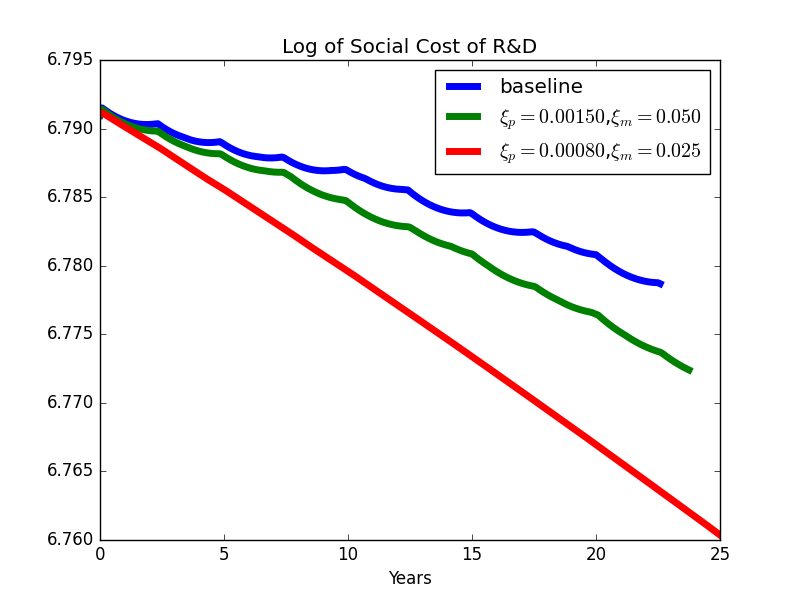 Log of Social Cost of R&D
6.795
6.790
6.785
6.780
6.775
6.770
6.765
6.760
baseline
ξp = 0.00150,ξm = 0.050
ξp = 0.00080,ξm = 0.025
0 5 10 15 20 25
Years